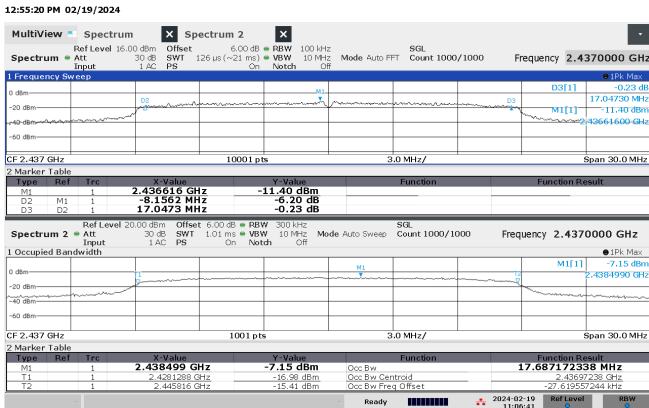 12:55:20 PM 02/19/2024
MultiView Spectrum Spectrum 2
Ref Level 16.00 dBm Offset 6.00 dB RBW 100 kHz SGL
Spectrum Att 30 dB SWT 126 µs (~21 ms) VBW 10 MHz Mode Auto FFT Count 1000/1000 Frequency 2.4370000 GHz
Input 1 AC PS On Notch Off
1 Frequency Sweep 1Pk Max
D3[1] -0.23 dB
17.04730 MHz
M1[1] -11.40 dBm
2.43661600 GHz
0 dBm
-20 dBm
-40 dBm
-60 dBm
D2 M1 D3
CF 2.437 GHz 10001 pts 3.0 MHz/ Span 30.0 MHz
2 Marker Table
Type Ref Trc X-Value Y-Value Function Function Result
M1 1 2.436616 GHz -11.40 dBm
D2 M1 1 -8.1562 MHz -6.20 dB
D3 D2 1 17.0473 MHz -0.23 dB
Ref Level 20.00 dBm Offset 6.00 dB RBW 300 kHz SGL
Spectrum 2 Att 30 dB SWT 1.01 ms VBW 10 MHz Mode Auto Sweep Count 1000/1000 Frequency 2.4370000 GHz
Input 1 AC PS On Notch Off
1 Occupied Bandwidth 1Pk Max
M1[1] -7.15 dBm
2.4384990 GHz
0 dBm
-20 dBm
-40 dBm
-60 dBm
T1 M1 T2
CF 2.437 GHz 1001 pts 3.0 MHz/ Span 30.0 MHz
2 Marker Table
Type Ref Trc X-Value Y-Value Function Function Result
M1 1 2.438499 GHz -7.15 dBm Occ Bw 17.687172338 MHz
T1 1 2.4281288 GHz -16.98 dBm Occ Bw Centroid 2.43697238 GHz
T2 1 2.445816 GHz -15.41 dBm Occ Bw Freq Offset -27.619557244 kHz
Ready 2024-02-19 Ref Level RBW
11:06:41